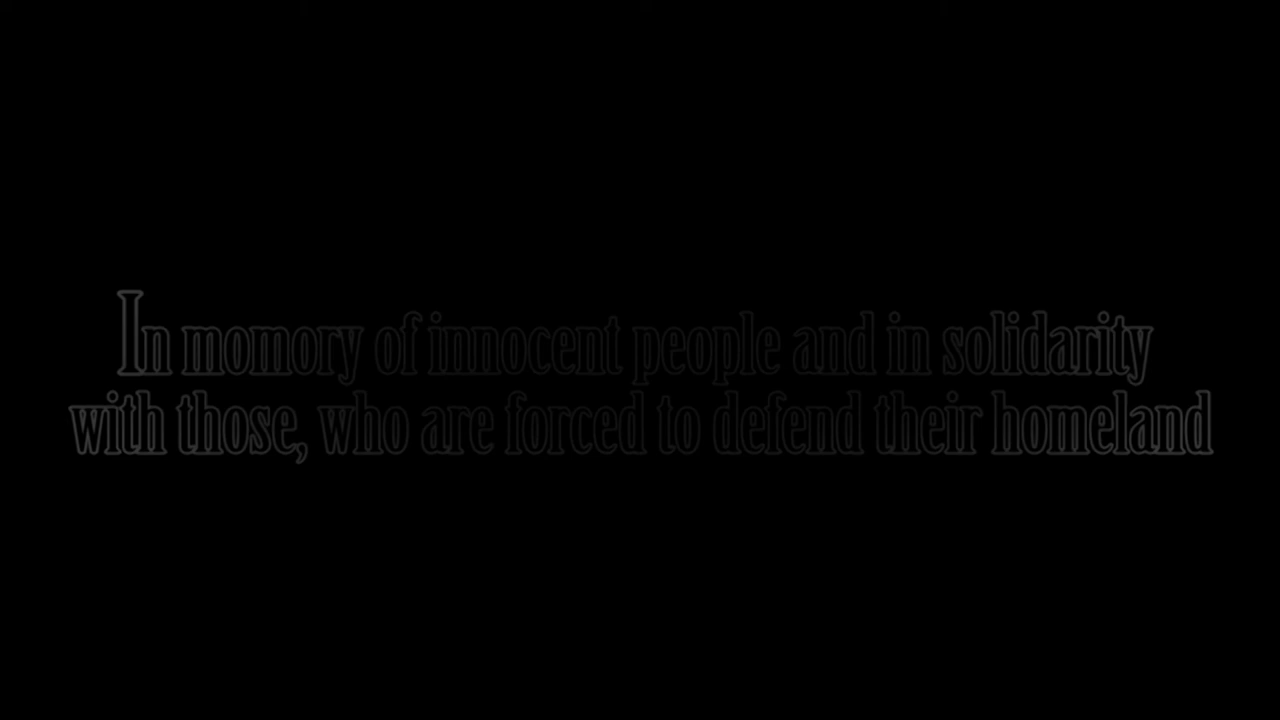 In momory of innocent people and in solidarity
with those, who are forced to defend their homeland